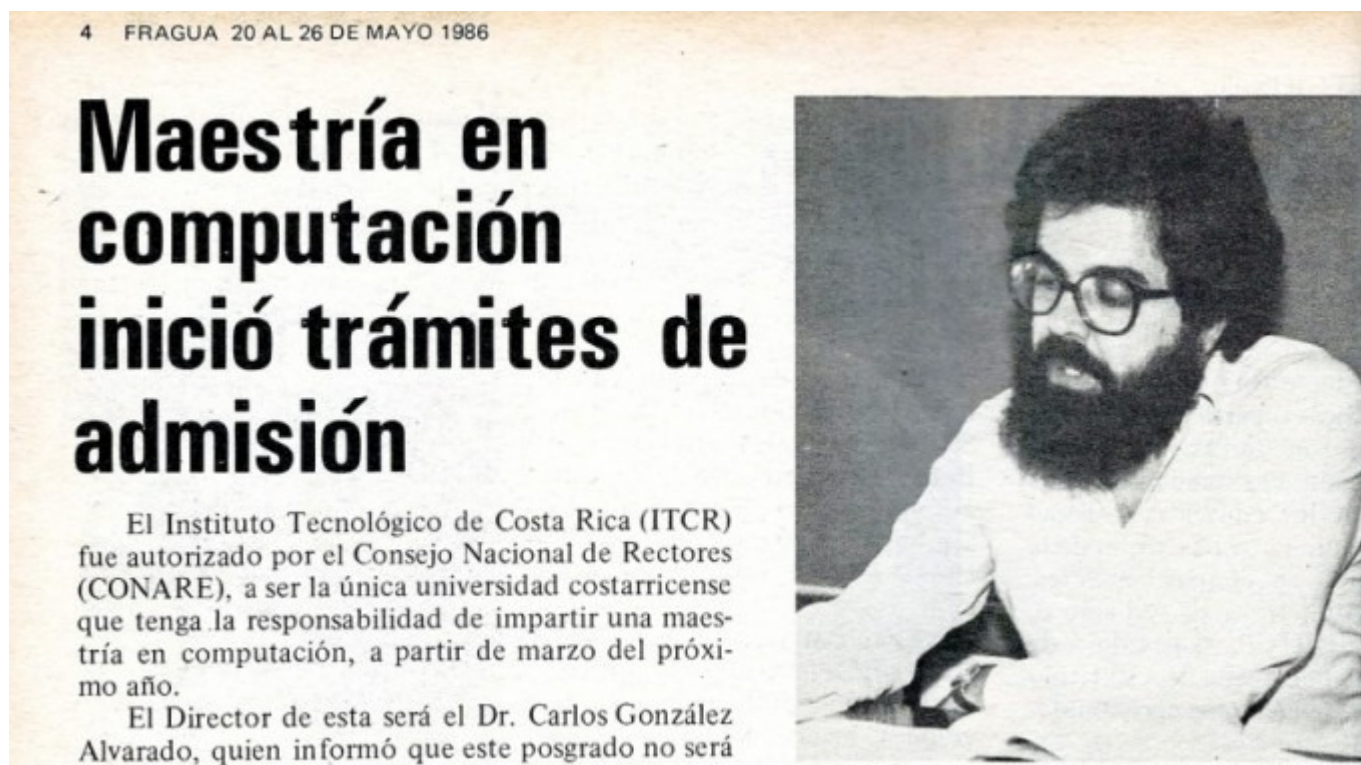 4 FRAGUA 20 AL 26 DE MAYO 1986
Maestría en
computación
inició trámites de
admisión
El Instituto Tecnológico de Costa Rica (ITCR)
fue autorizado por el Consejo Nacional de Rectores
(CONARE), a ser la única universidad costarricense
que tenga la responsabilidad de impartir una maes-
tría en computación, a partir de marzo del próxi-
mo año.
El Director de esta será el Dr. Carlos González
Alvarado, quien informó que este posgrado no será